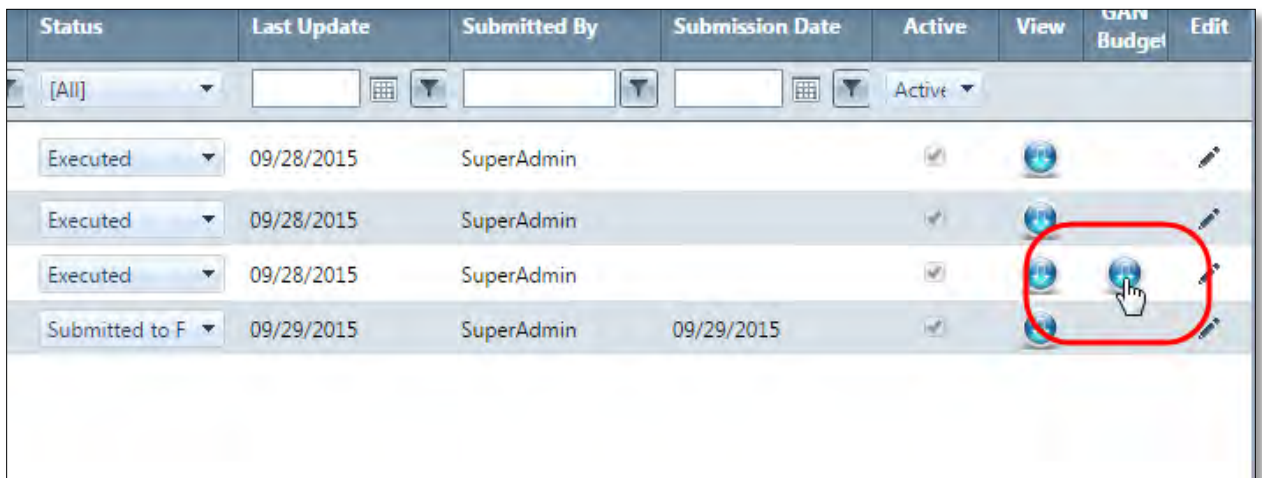 Status Last Update Submitted By Submission Date Active View GAN Budget Edit
[All] Active
Executed 09/28/2015 SuperAdmin
Executed 09/28/2015 SuperAdmin
Executed 09/28/2015 SuperAdmin
Submitted to F 09/29/2015 SuperAdmin 09/29/2015